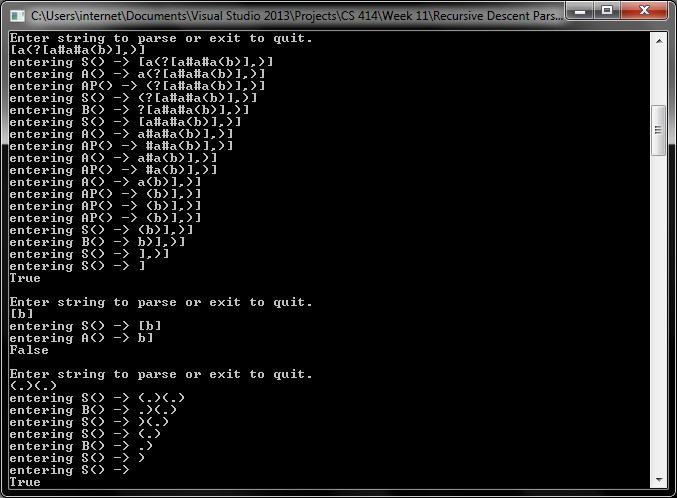 C:\Users\internet\Documents\Visual Studio 2013\Projects\CS 414\Week 11\Recursive Descent Pars...
Enter string to parse or exit to quit.
[a(?[a#a#a(b)],)]
entering S() -> [a(?[a#a#a(b)],)]
entering A() -> a(?[a#a#a(b)],)]
entering AP() -> (?[a#a#a(b)],)]
entering S() -> (?[a#a#a(b)],)]
entering B() -> ?[a#a#a(b)],)]
entering S() -> [a#a#a(b)],)]
entering A() -> a#a#a(b)],)]
entering AP() -> #a#a(b)],)]
entering A() -> a#a(b)],)]
entering AP() -> #a(b)],)]
entering A() -> a(b)],)]
entering AP() -> (b)],)]
entering AP() -> (b)],)]
entering AP() -> (b)],)]
entering S() -> (b)],)]
entering B() -> b)],)]
entering S() -> ],)]
entering S() -> ]
True
Enter string to parse or exit to quit.
[b]
entering S() -> [b]
entering A() -> b]
False
Enter string to parse or exit to quit.
(.)(.)
entering S() -> (.)(.)
entering B() -> .)(.)
entering S() -> )(.)
entering S() -> (.)
entering B() -> .)
entering S() -> )
entering S() ->
True